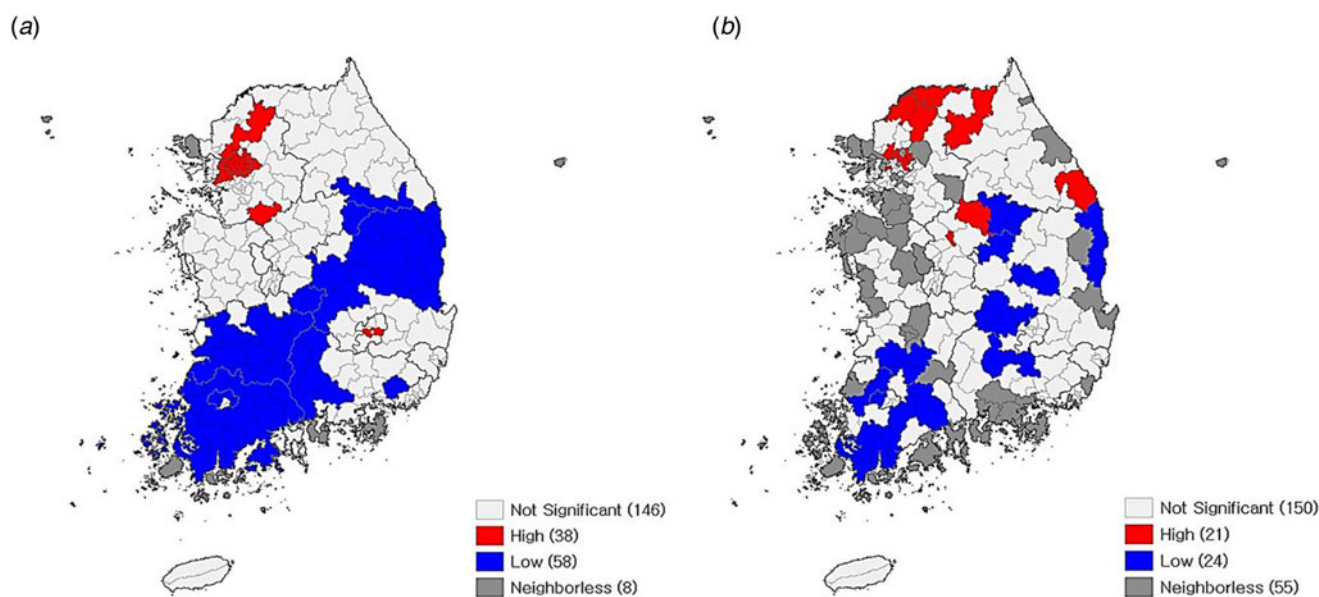 (a)
(b)
Not Significant (146)
High (38)
Low (58)
Neighborless (8)
Not Significant (150)
High (21)
Low (24)
Neighborless (55)